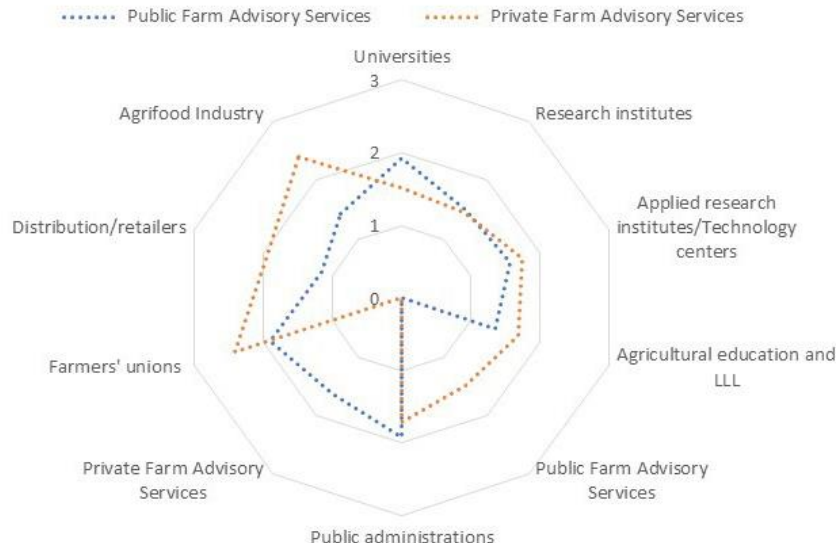 Public Farm Advisory Services
Private Farm Advisory Services
Universities
3
Agrifood Industry
Research institutes
2
Distribution/retailers
1
Applied research
institutes/Technology
centers
0
Farmers' unions
Agricultural education and
LLL
Private Farm Advisory
Services
Public Farm Advisory
Services
Public administrations